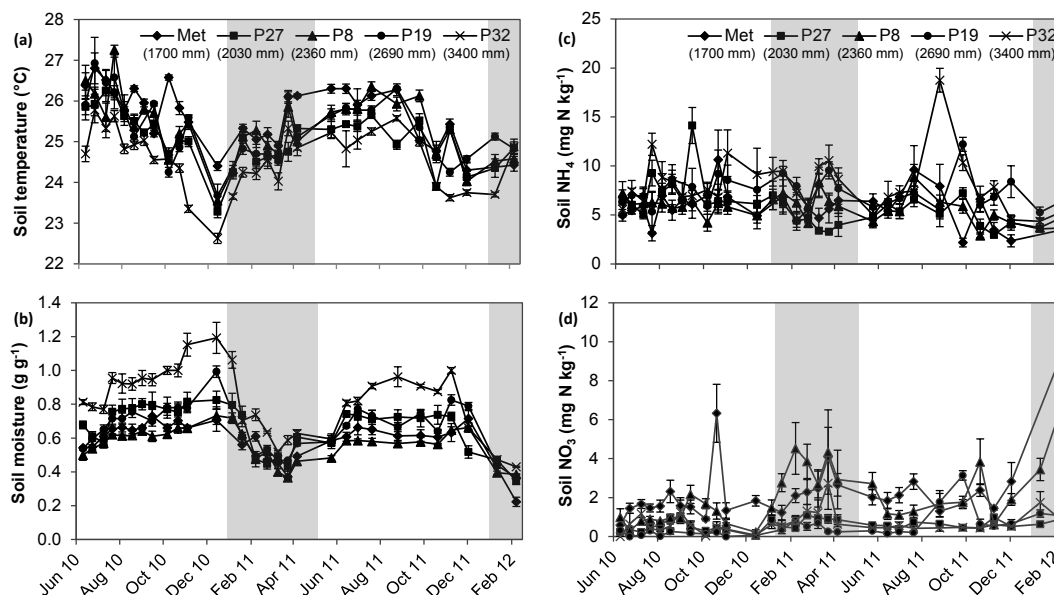 (a)
Met P27 P8 P19 P32
(1700 mm) (2030 mm) (2360 mm) (2690 mm) (3400 mm)
Soil temperature (°C)
28
27
26
25
24
23
22
(c)
Met P27 P8 P19 P32
(1700 mm) (2030 mm) (2360 mm) (2690 mm) (3400 mm)
Soil NH4 (mg N kg-1)
25
20
15
10
5
0
(b)
Soil moisture (g g-1)
1.4
1.2
1.0
0.8
0.6
0.4
0.2
0.0
Jun 10 Aug 10 Oct 10 Dec 10 Feb 11 Apr 11 Jun 11 Aug 11 Oct 11 Dec 11 Feb 12
(d)
Soil NO3 (mg N kg-1)
12
10
8
6
4
2
0
Jun 10 Aug 10 Oct 10 Dec 10 Feb 11 Apr 11 Jun 11 Aug 11 Oct 11 Dec 11 Feb 12